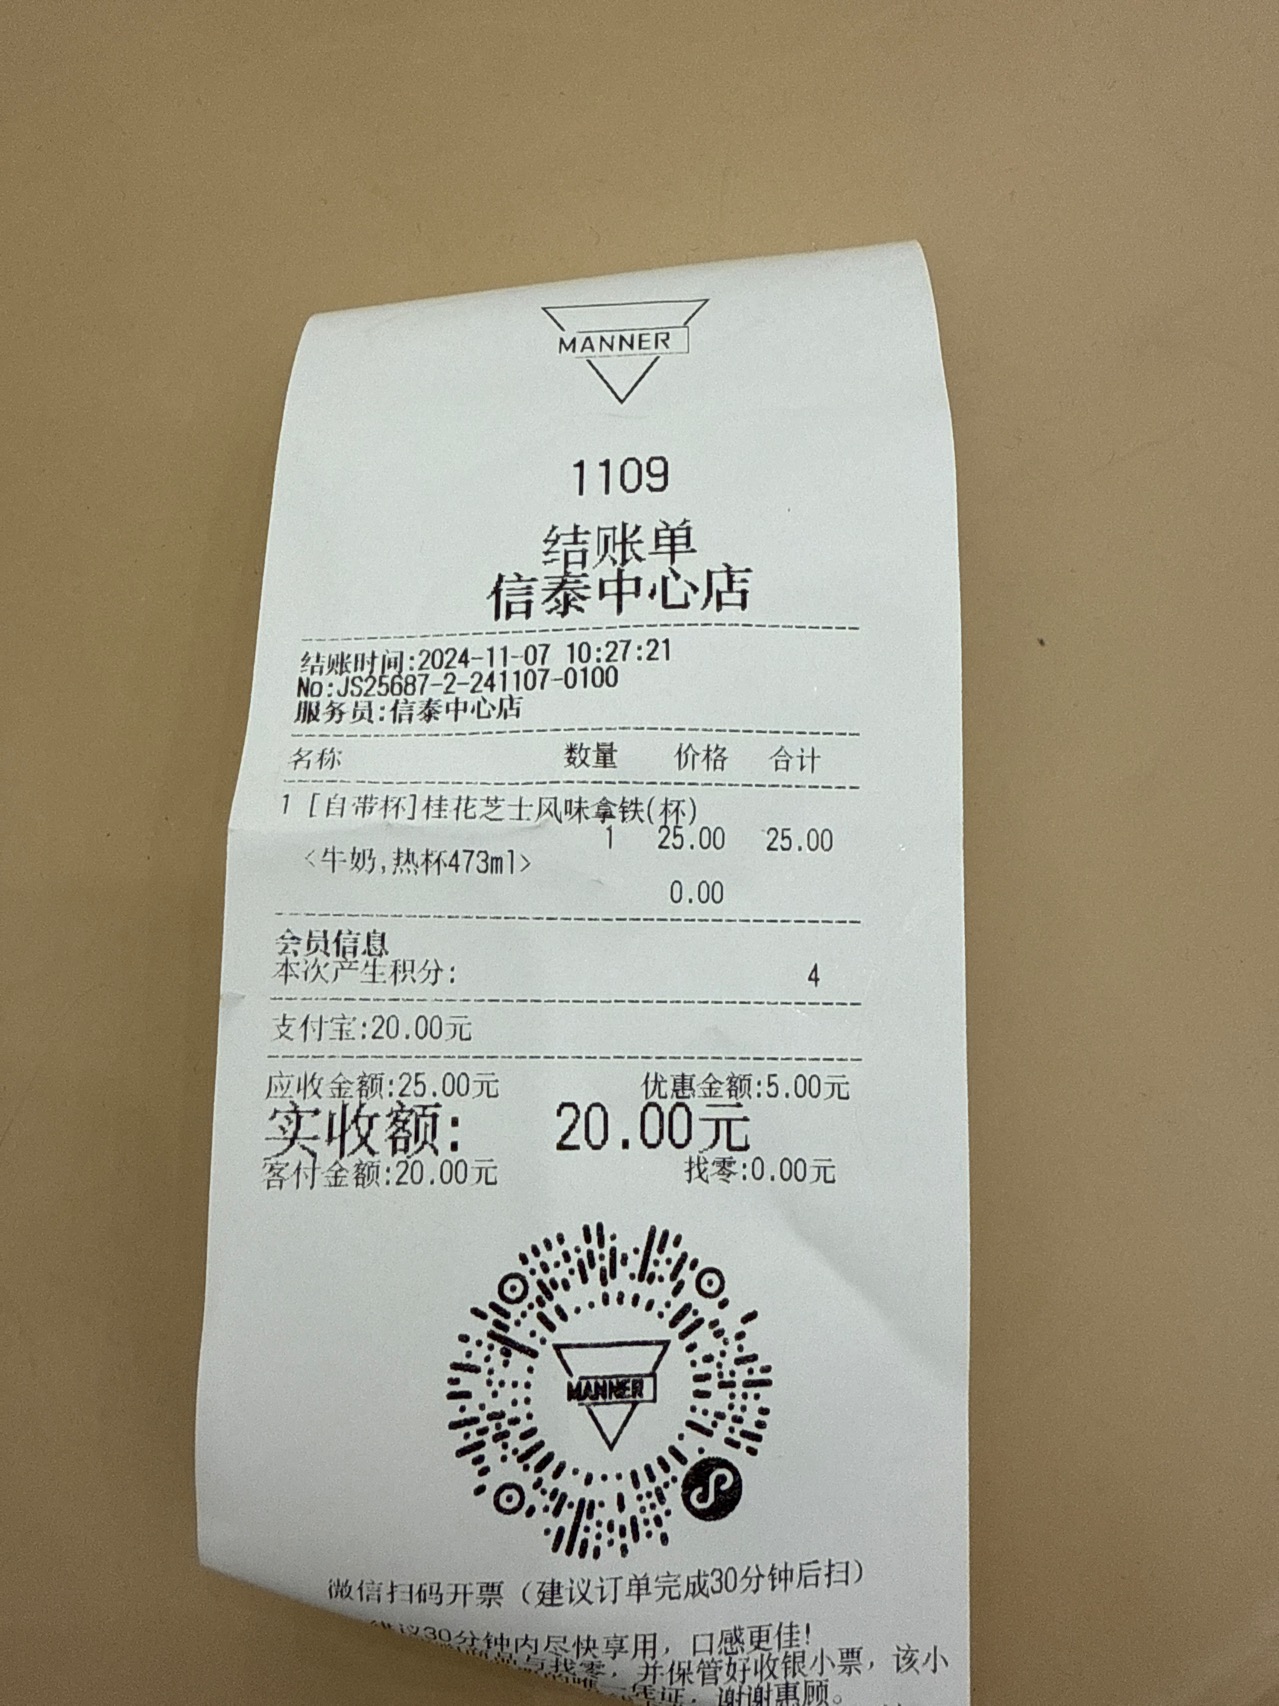 MANNER
1109
结账单
信泰中心店
结账时间:2024-11-07 10:27:21
No:JS25687-2-241107-0100
服务员:信泰中心店
名称 数量 价格 合计
1 [自带杯]桂花芝士风味拿铁(杯)
1 25.00 25.00
<牛奶,热杯473ml>
0.00
会员信息
本次产生积分: 4
支付宝:20.00元
应收金额:25.00元 优惠金额:5.00元
实收额: 20.00元
客付金额:20.00元 找零:0.00元
MANNER
微信扫码开票（建议订单完成30分钟后扫）
建议30分钟内尽快享用，口感更佳!
与找零，并保管好收银小票，该小
凭证，谢谢惠顾。